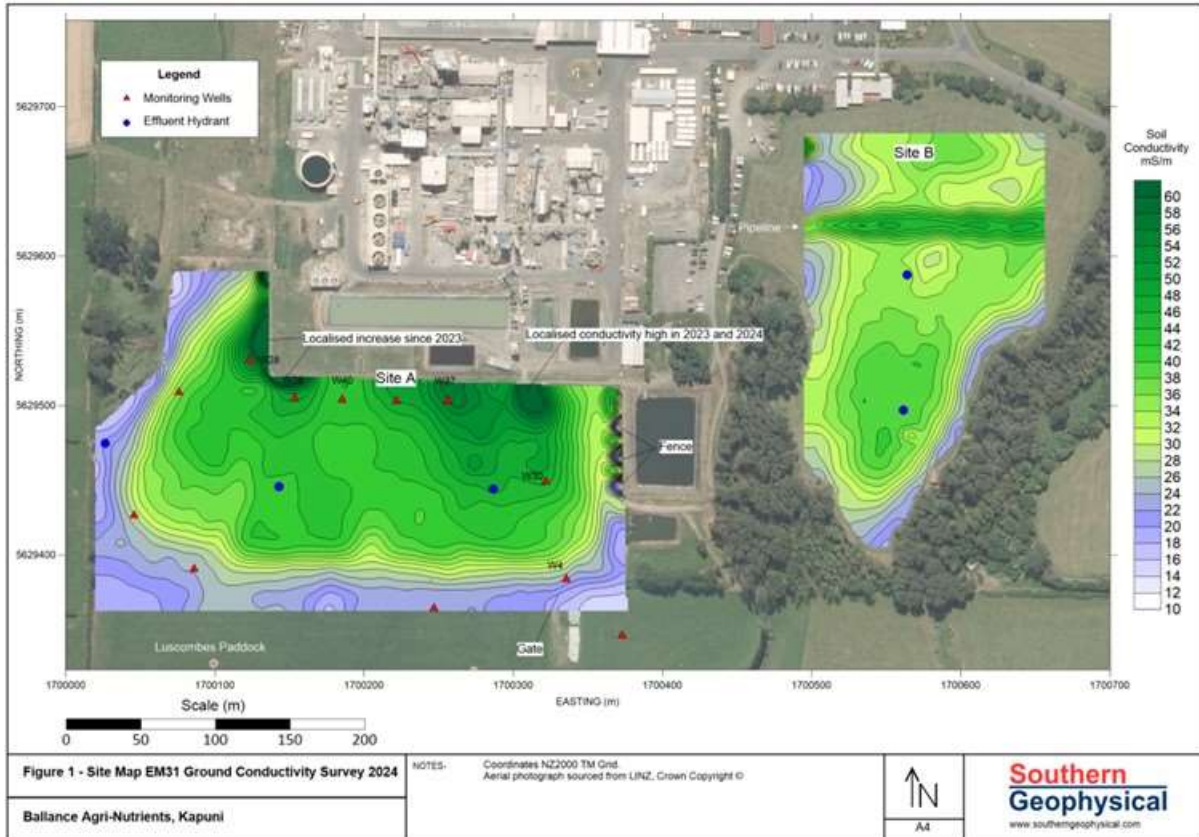 Legend
Monitoring Wells
Effluent Hydrant
Site B
Soil
Conductivity
mS/m
60
58
56
54
52
50
48
46
44
42
40
38
36
34
32
30
28
26
24
22
20
18
16
14
12
10
Pipeline
NORTHING (m)
5629700
5629600
5629500
5629400
Localised increase since 2023
Localised conductivity high in 2023 and 2024
Site A
W40
Fence
W4
Gate
Luscombes Paddock
1700000
1700100
1700200
1700300
1700400
1700500
1700600
1700700
EASTING (m)
Scale (m)
0
50
100
150
200
Figure 1 - Site Map EM31 Ground Conductivity Survey 2024
Ballance Agri-Nutrients, Kapuni
NOTES-
Coordinates NZ2000 TM Grid.
Aerial photograph sourced from LINZ, Crown Copyright ©
N
A4
Southern
Geophysical
www.southerngeophysical.com